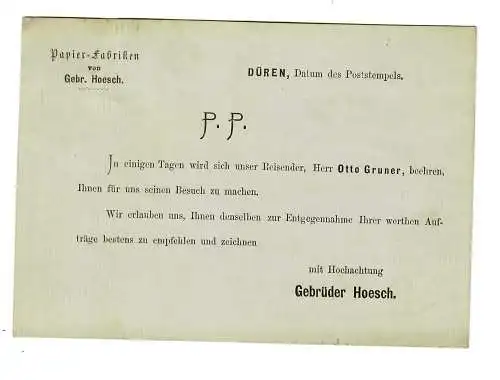 Papier-Fabriken
von
Gebr. Hoesch.
DÜREN, Datum des Poststempels.
P. P.
In einigen Tagen wird sich unser Reisender, Herr Otto Gruner, beehren,
Ihnen für uns seinen Besuch zu machen.
Wir erlauben uns, Ihnen denselben zur Entgegennahme Ihrer werthen Auf-
träge bestens zu empfehlen und zeichnen
mit Hochachtung
Gebrüder Hoesch.